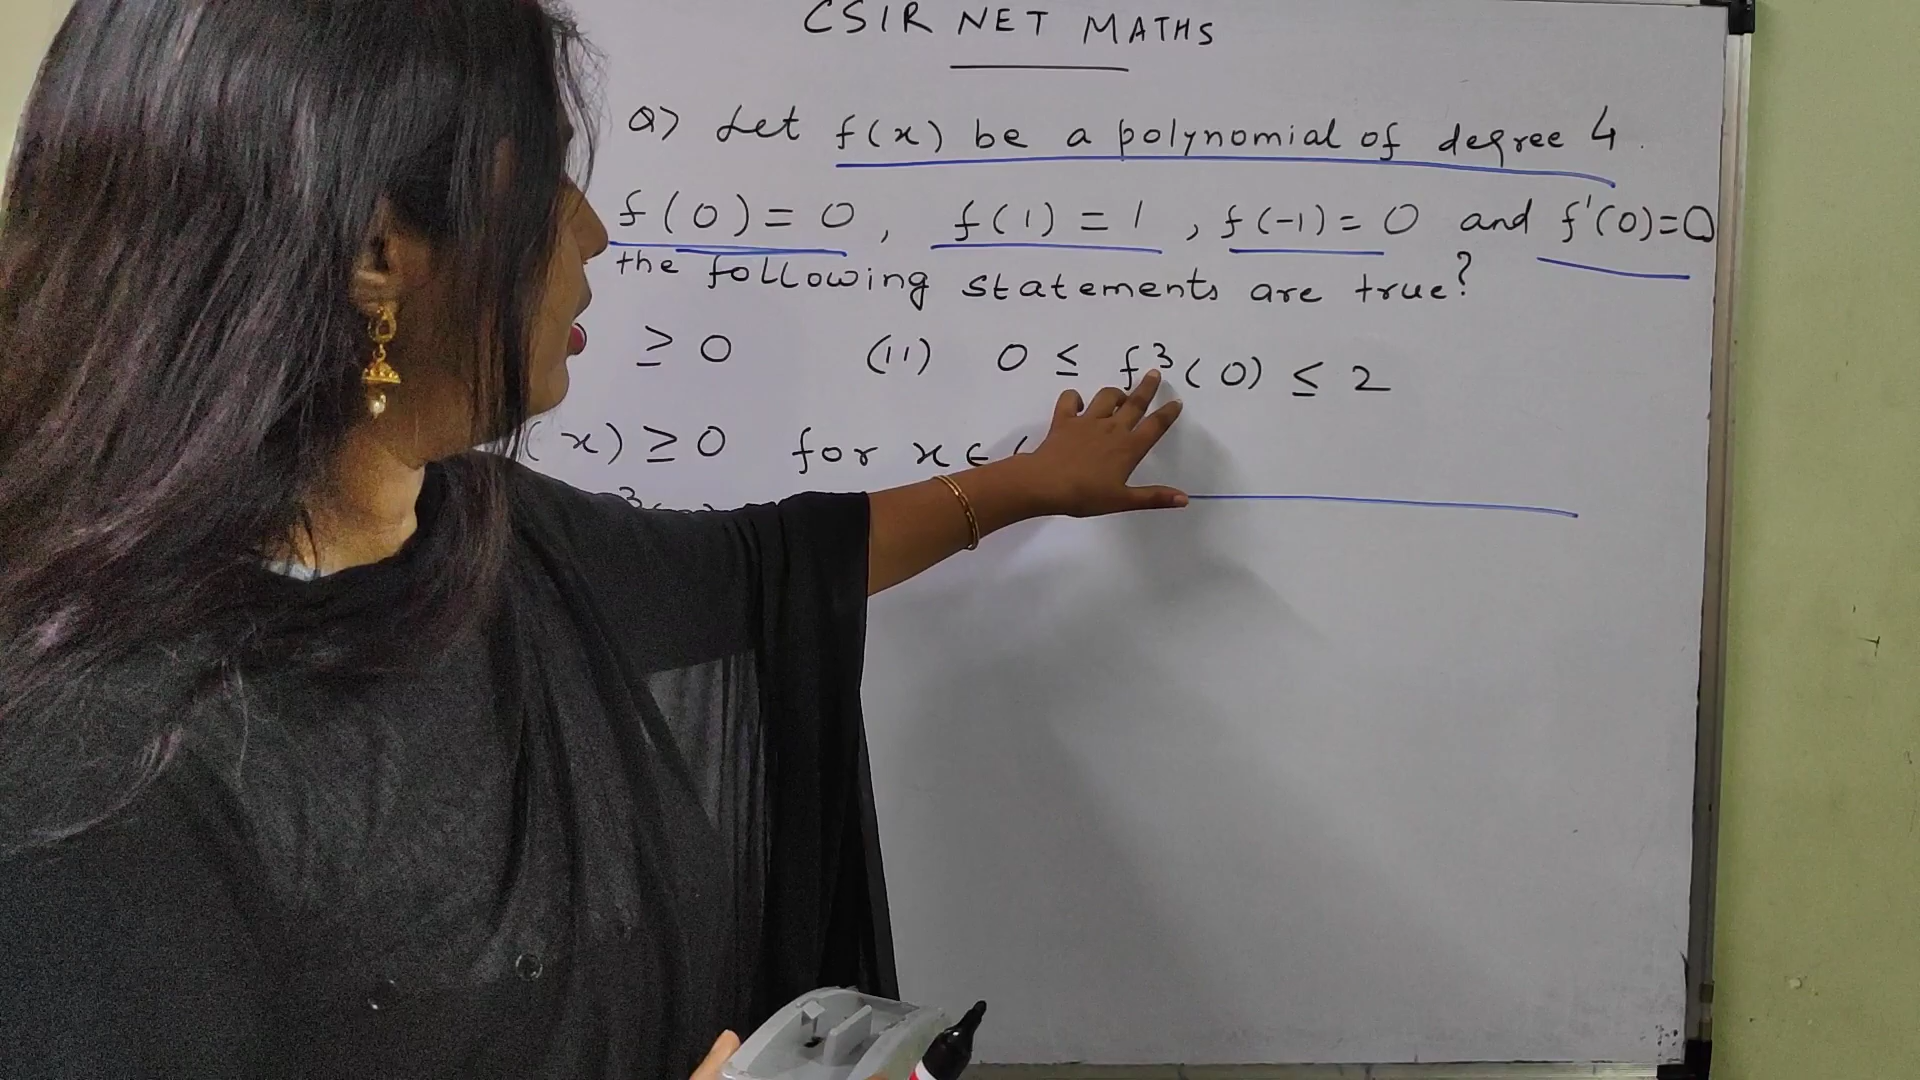 CSIR NET MATHS
Q) Let f(x) be a polynomial of degree 4.
f(0) = 0, f(1) = 1, f(-1) = 0 and f'(0)=0
the following statements are true?
≥ 0 (ii) 0 ≤ f³(0) ≤ 2
(x) ≥ 0 for x ∈ (